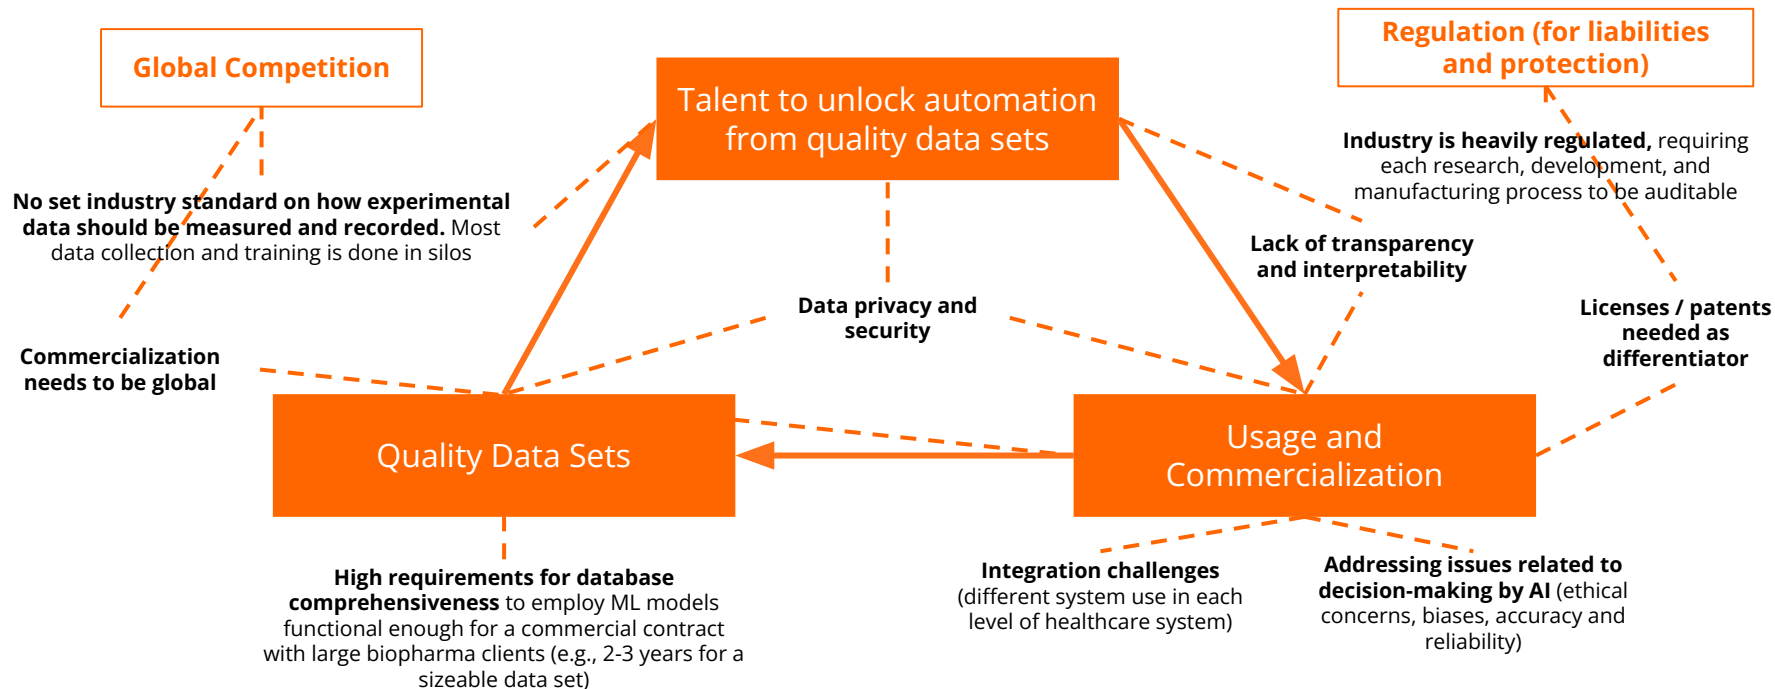 Global Competition
Talent to unlock automation
from quality data sets
Regulation (for liabilities
and protection)
Industry is heavily regulated, requiring
each research, development, and
manufacturing process to be auditable
No set industry standard on how experimental
data should be measured and recorded. Most
data collection and training is done in silos
Lack of transparency
and interpretability
Data privacy and
security
Licenses / patents
needed as
differentiator
Commercialization
needs to be global
Quality Data Sets
Usage and
Commercialization
High requirements for database
comprehensiveness to employ ML models
functional enough for a commercial contract
with large biopharma clients (e.g., 2-3 years for a
sizeable data set)
Integration challenges
(different system use in each
level of healthcare system)
Addressing issues related to
decision-making by AI (ethical
concerns, biases, accuracy and
reliability)